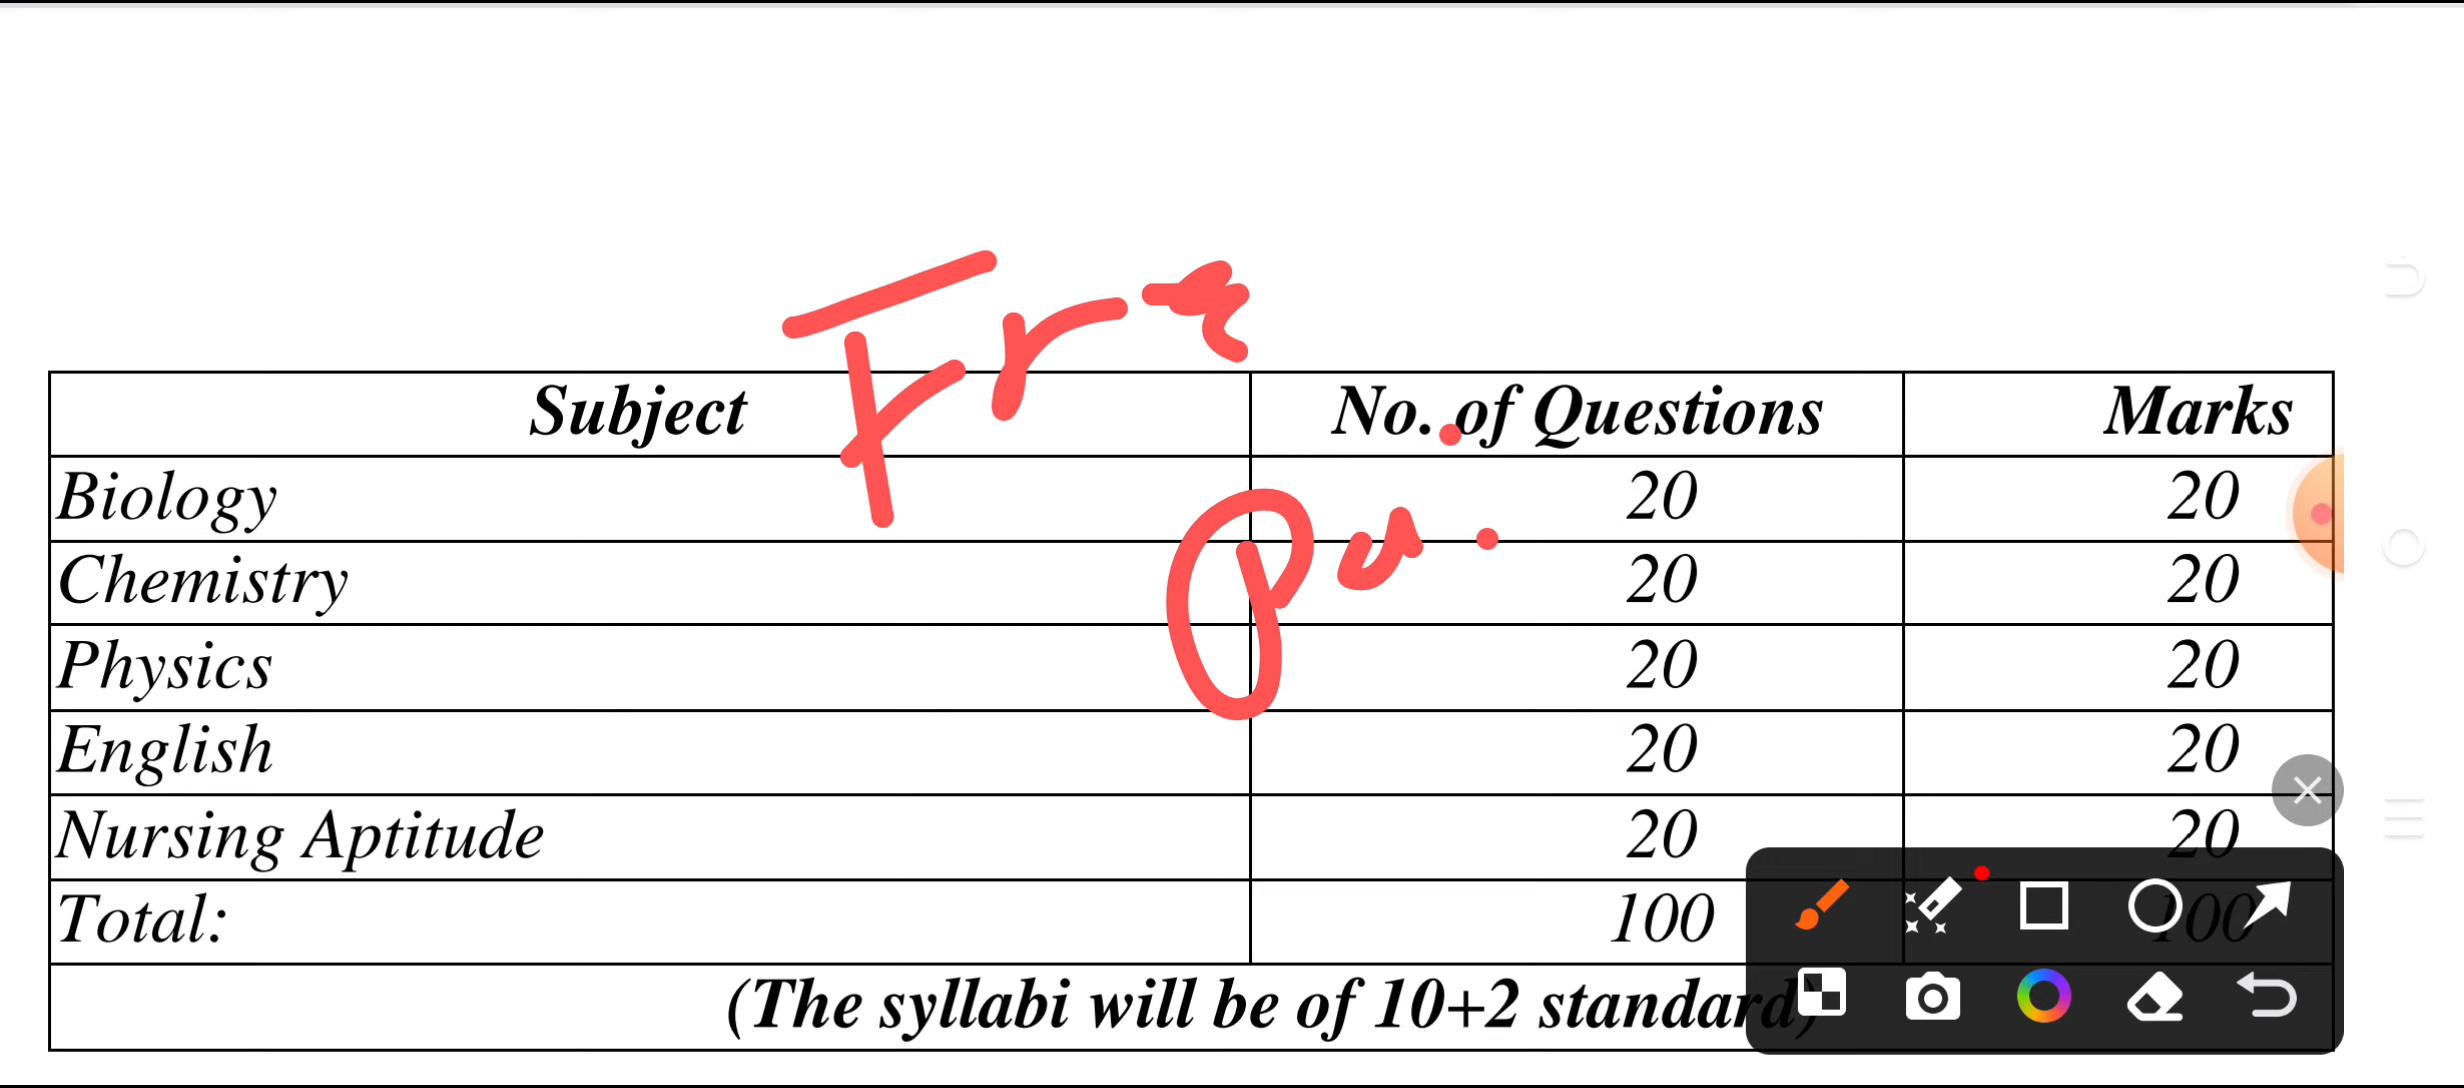 Subject No. of Questions Marks
Biology 20 20
Chemistry 20 20
Physics 20 20
English 20 20
Nursing Aptitude 20 20
Total: 100 100
(The syllabi will be of 10+2 standard)